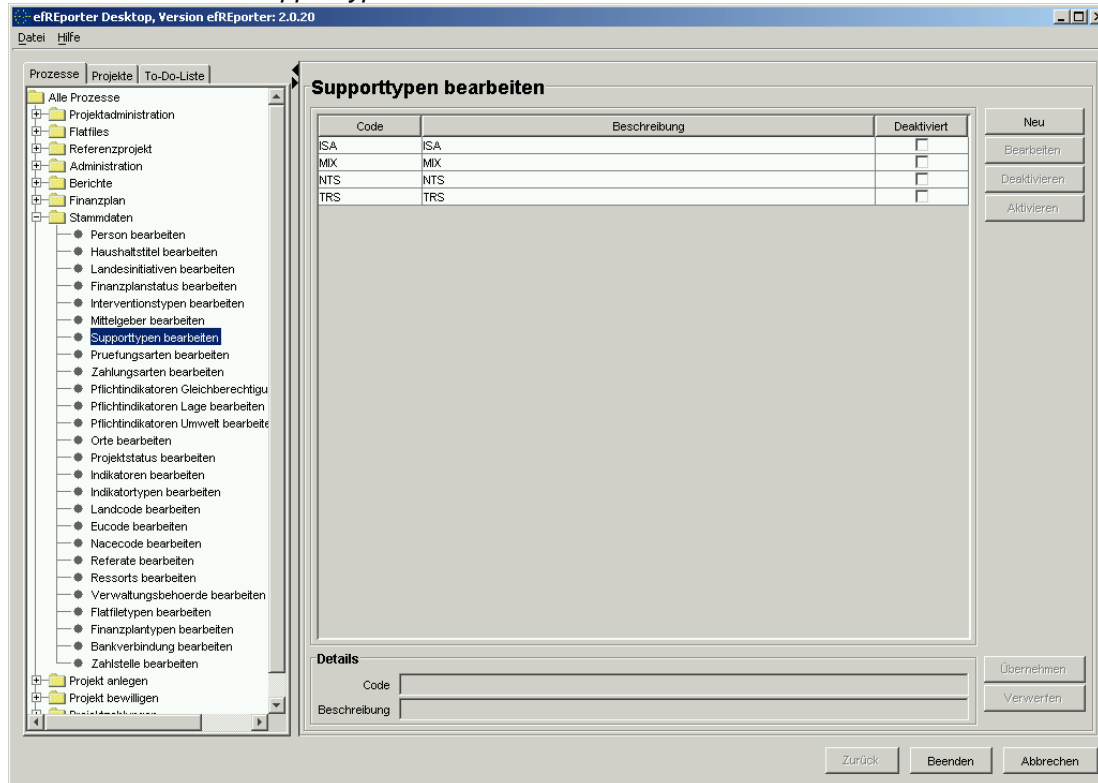 efREporter Desktop, Version efREporter: 2.0.20
Datei Hilfe
Prozesse Projekte To-Do-Liste
Alle Prozesse
Projektadministration
Flatfiles
Referenzprojekt
Administration
Berichte
Finanzplan
Stammdaten
Person bearbeiten
Haushaltstitel bearbeiten
Landesinitiativen bearbeiten
Finanzplanstatus bearbeiten
Interventionstypen bearbeiten
Mittelgeber bearbeiten
Supporttypen bearbeiten
Pruefungsarten bearbeiten
Zahlungsarten bearbeiten
Pflichtindikatoren Gleichberechtigu
Pflichtindikatoren Lage bearbeiten
Pflichtindikatoren Umwelt bearbeite
Orte bearbeiten
Projektstatus bearbeiten
Indikatoren bearbeiten
Indikatortypen bearbeiten
Landcode bearbeiten
Eucode bearbeiten
Nacecode bearbeiten
Referate bearbeiten
Ressorts bearbeiten
Verwaltungsbehoerde bearbeiten
Flatfiletypen bearbeiten
Finanzplantypen bearbeiten
Bankverbindung bearbeiten
Zahlstelle bearbeiten
Projekt anlegen
Projekt bewilligen
Supporttypen bearbeiten
Code Beschreibung Deaktiviert
ISA ISA
MIX MIX
NTS NTS
TRS TRS
Neu
Bearbeiten
Deaktivieren
Aktivieren
Details
Code
Beschreibung
Übernehmen
Verwerfen
Zurück Beenden Abbrechen